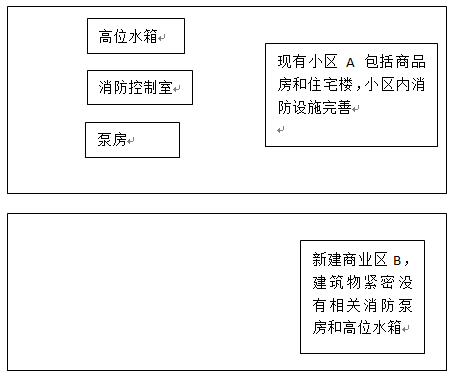 高位水箱
消防控制室
泵房
现有小区 A 包括商品
房和住宅楼，小区内消
防设施完善
新建商业区 B，
建筑物紧密没
有相关消防泵
房和高位水箱